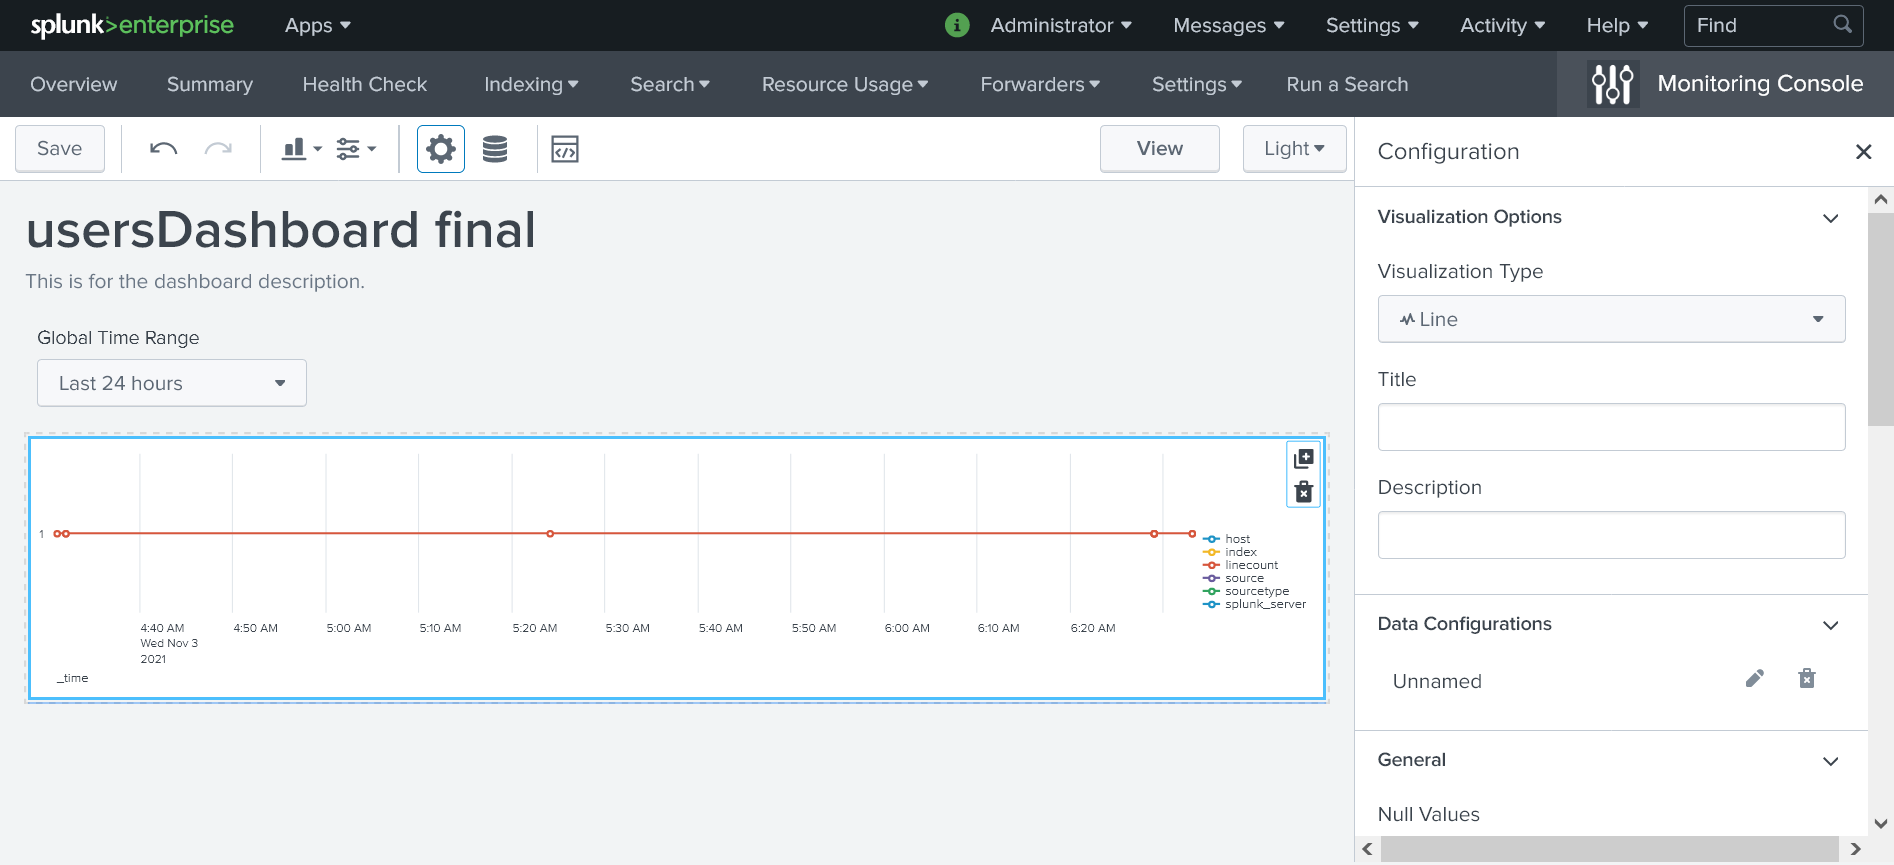 splunk>enterprise Apps Administrator Messages Settings Activity Help Find
Overview Summary Health Check Indexing Search Resource Usage Forwarders Settings Run a Search Monitoring Console
Save View Light Configuration
usersDashboard final
This is for the dashboard description.
Global Time Range
Last 24 hours
1
host
index
linecount
source
sourcetype
splunk_server
4:40 AM 4:50 AM 5:00 AM 5:10 AM 5:20 AM 5:30 AM 5:40 AM 5:50 AM 6:00 AM 6:10 AM 6:20 AM
Wed Nov 3
2021
_time
Visualization Options
Visualization Type
Line
Title
Description
Data Configurations
Unnamed
General
Null Values